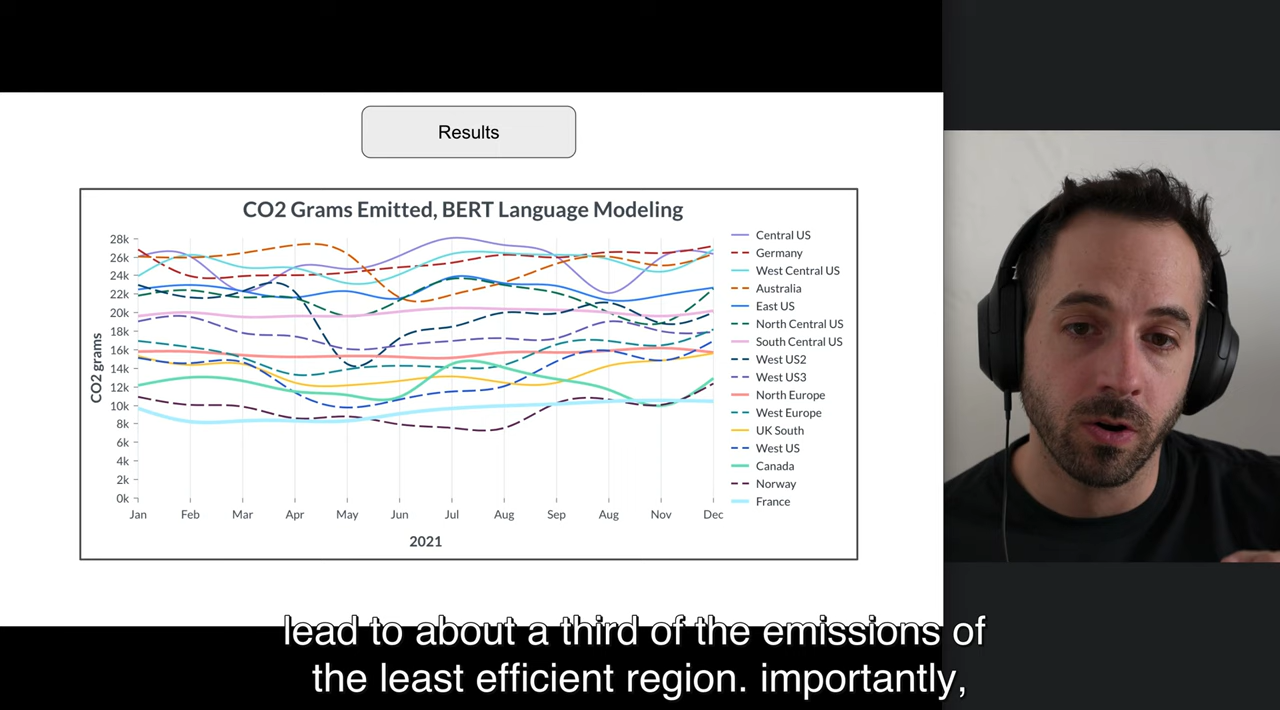 Results
CO2 Grams Emitted, BERT Language Modeling
28k
26k
24k
22k
20k
18k
16k
14k
12k
10k
8k
6k
4k
2k
0k
CO2 grams
Jan Feb Mar Apr May Jun Jul Aug Sep Aug Nov Dec
2021
Central US
Germany
West Central US
Australia
East US
North Central US
South Central US
West US2
West US3
North Europe
West Europe
UK South
West US
Canada
Norway
France
lead to about a third of the emissions of
the least efficient region. importantly,